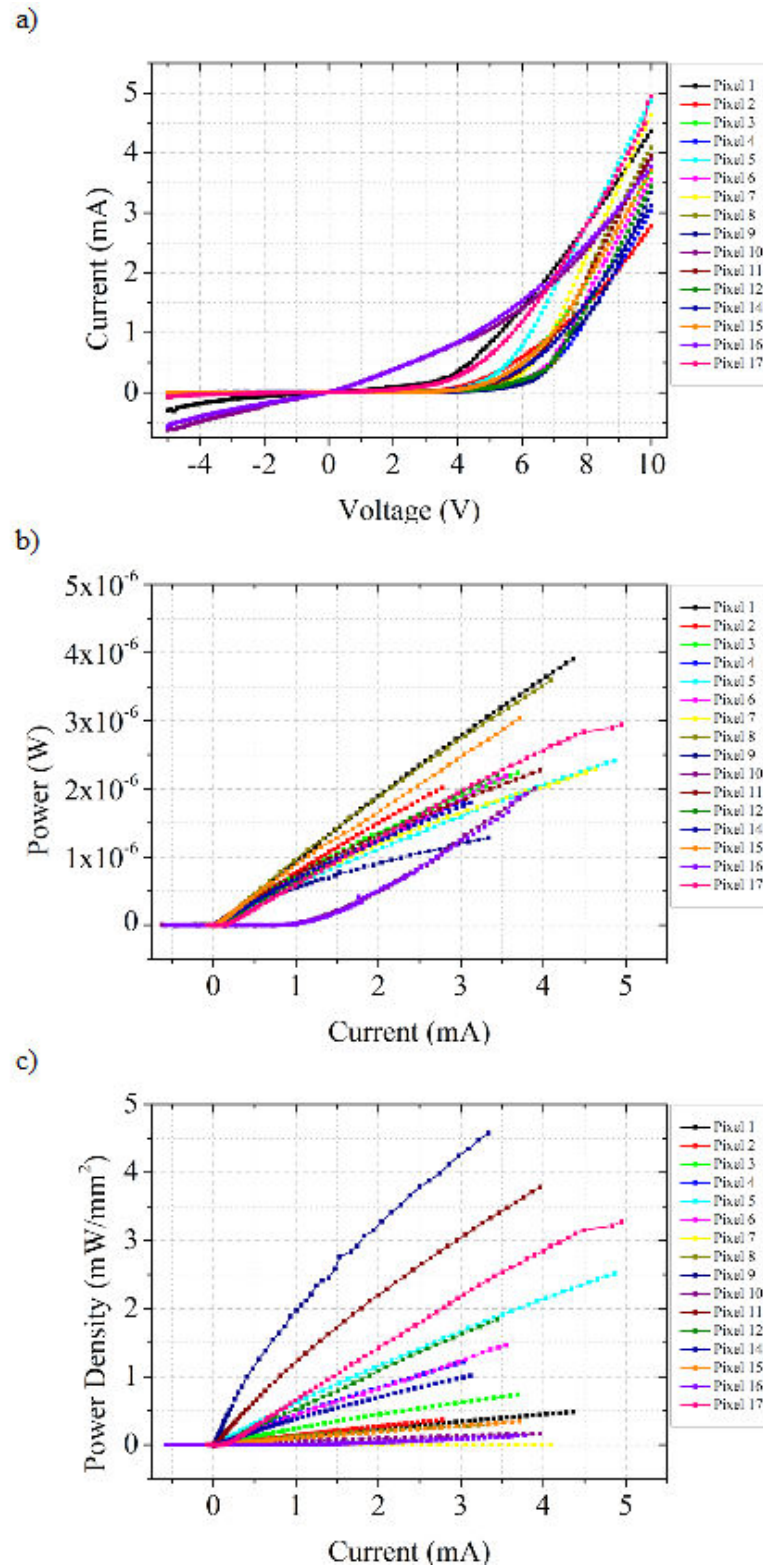 a)
5
4
3
2
1
0
Current (mA)
-4 -2 0 2 4 6 8 10
Voltage (V)
Pixel 1
Pixel 2
Pixel 3
Pixel 4
Pixel 5
Pixel 6
Pixel 7
Pixel 8
Pixel 9
Pixel 10
Pixel 11
Pixel 12
Pixel 14
Pixel 15
Pixel 16
Pixel 17
b)
5x10⁻⁶
4x10⁻⁶
3x10⁻⁶
2x10⁻⁶
1x10⁻⁶
0
Power (W)
0 1 2 3 4 5
Current (mA)
Pixel 1
Pixel 2
Pixel 3
Pixel 4
Pixel 5
Pixel 6
Pixel 7
Pixel 8
Pixel 9
Pixel 10
Pixel 11
Pixel 12
Pixel 14
Pixel 15
Pixel 16
Pixel 17
c)
5
4
3
2
1
0
Power Density (mW/mm²)
0 1 2 3 4 5
Current (mA)
Pixel 1
Pixel 2
Pixel 3
Pixel 4
Pixel 5
Pixel 6
Pixel 7
Pixel 8
Pixel 9
Pixel 10
Pixel 11
Pixel 12
Pixel 14
Pixel 15
Pixel 16
Pixel 17